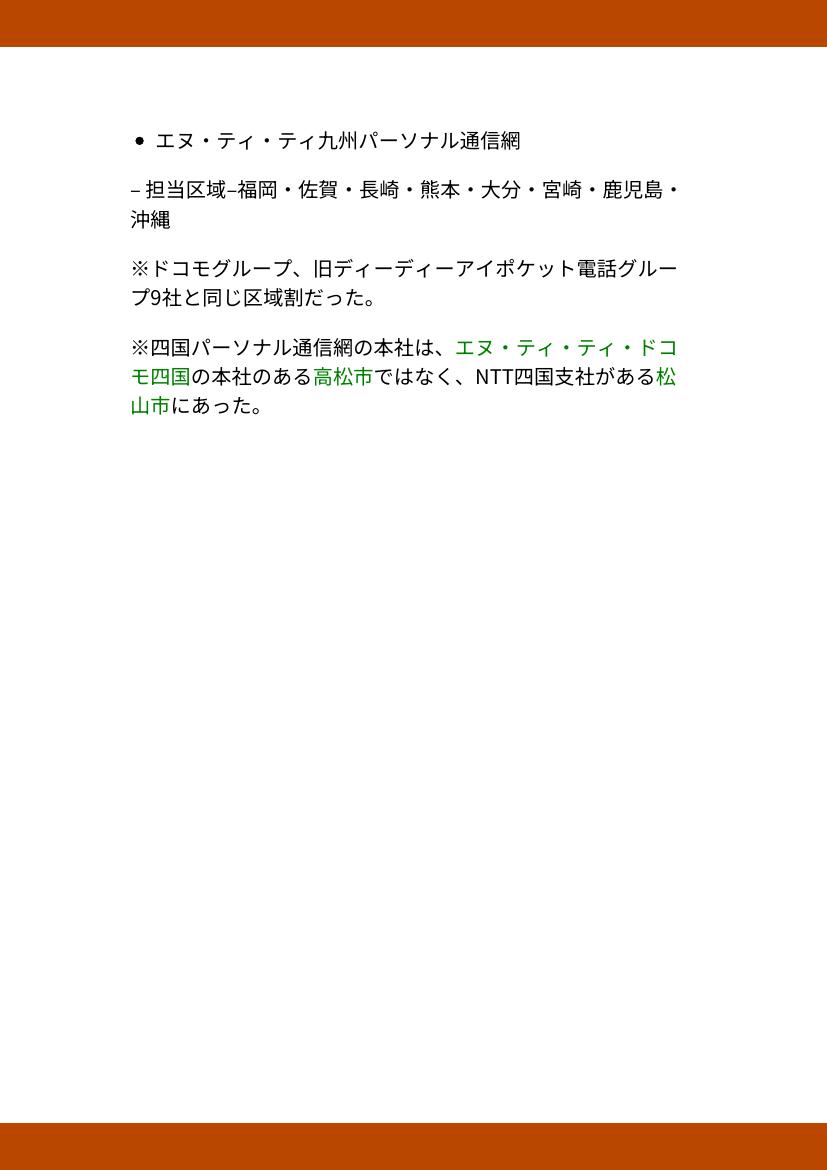 • エヌ・ティ・ティ九州パーソナル通信網
– 担当区域–福岡・佐賀・長崎・熊本・大分・宮崎・鹿児島・
沖縄
※ドコモグループ、旧ディーディーアイポケット電話グルー
プ9社と同じ区域割だった。
※四国パーソナル通信網の本社は、エヌ・ティ・ティ・ドコ
モ四国の本社のある高松市ではなく、NTT四国支社がある松
山市にあった。